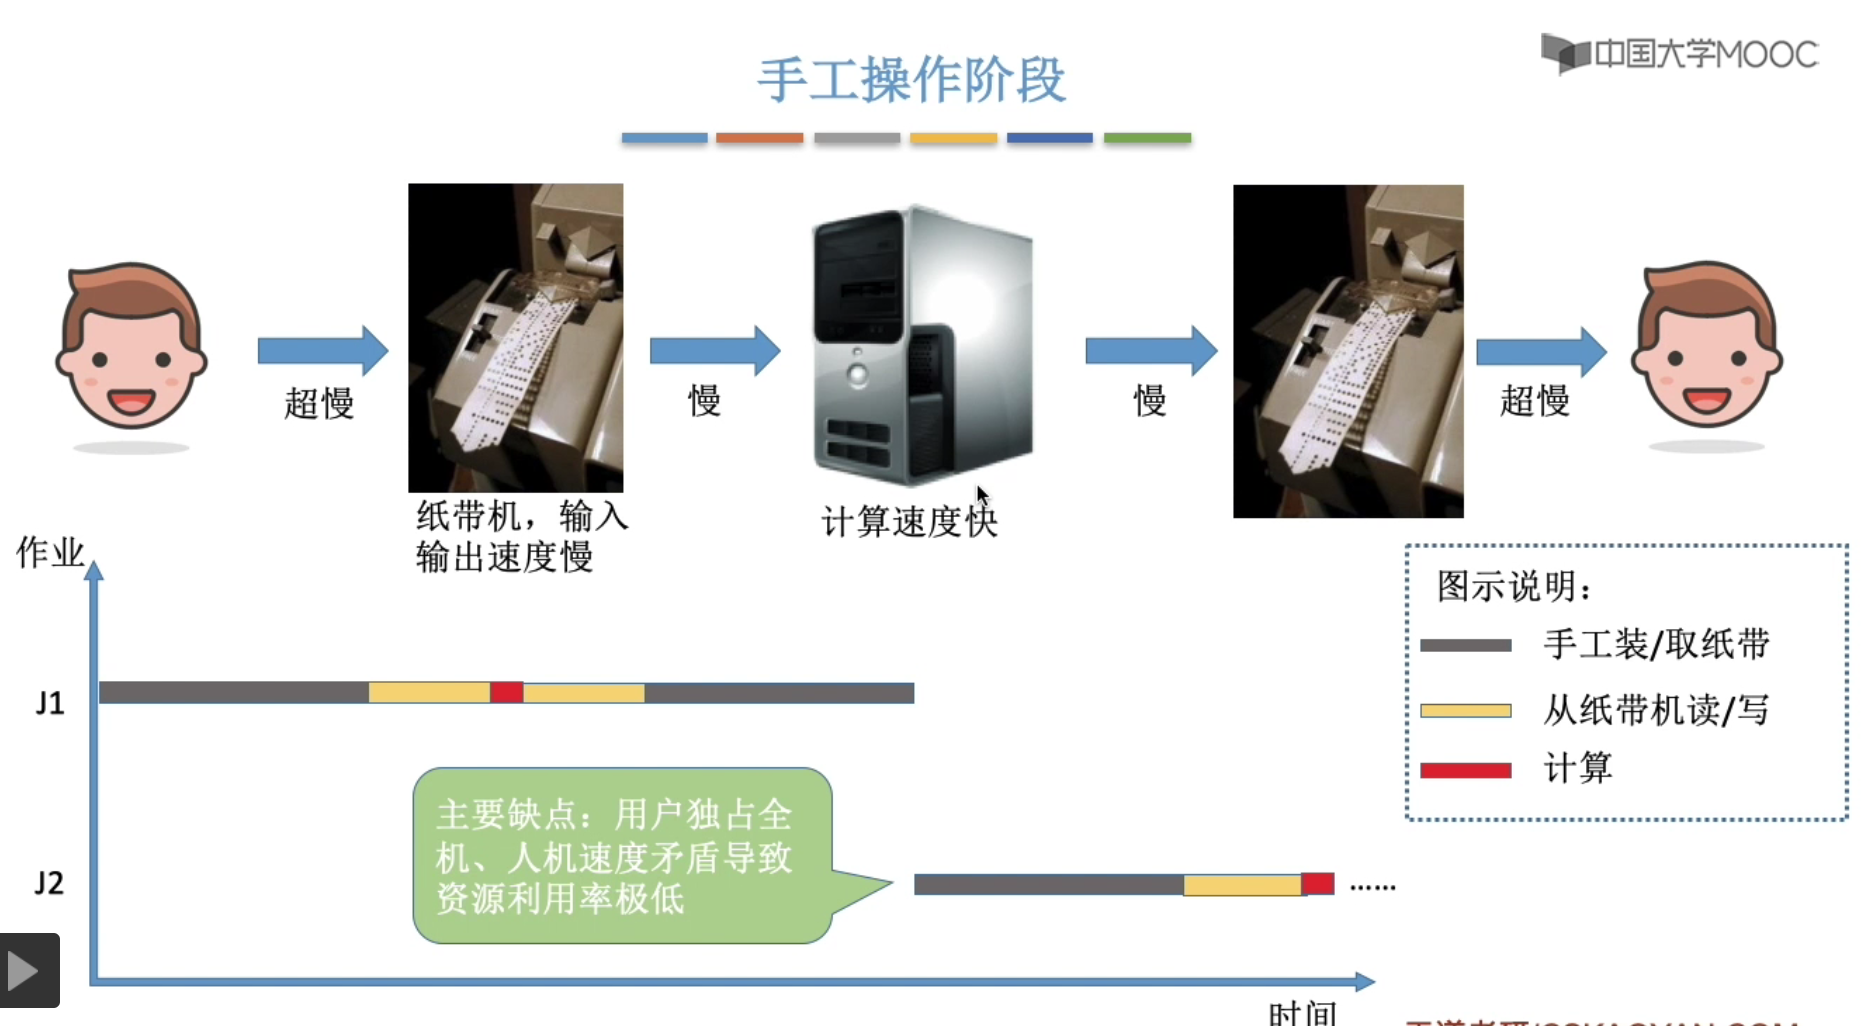 中国大学MOOC
手工操作阶段
超慢
慢
慢
超慢
纸带机，输入
输出速度慢
计算速度快
作业
图示说明：
手工装/取纸带
从纸带机读/写
计算
J1
主要缺点：用户独占全
机、人机速度矛盾导致
资源利用率极低
J2
......
时间